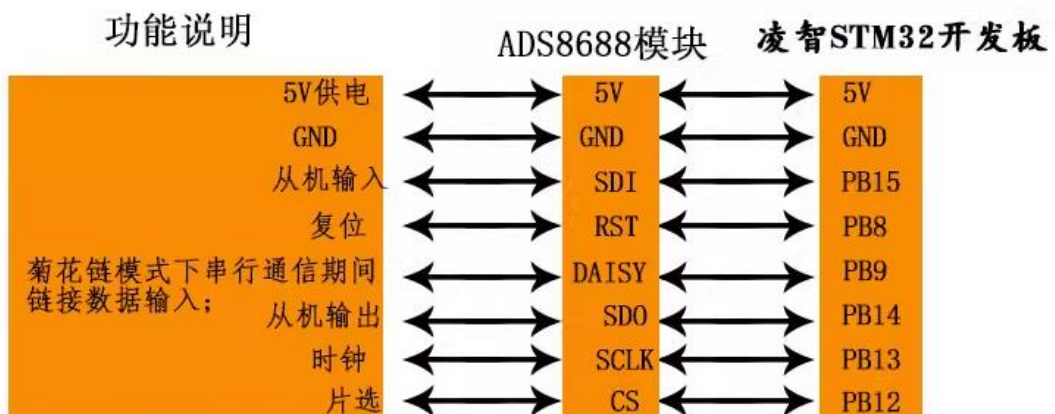 功能说明 ADS8688模块 凌智STM32开发板
5V供电 5V 5V
GND GND GND
从机输入 SDI PB15
复位 RST PB8
菊花链模式下串行通信期间 DAISY PB9
链接数据输入;
从机输出 SDO PB14
时钟 SCLK PB13
片选 CS PB12